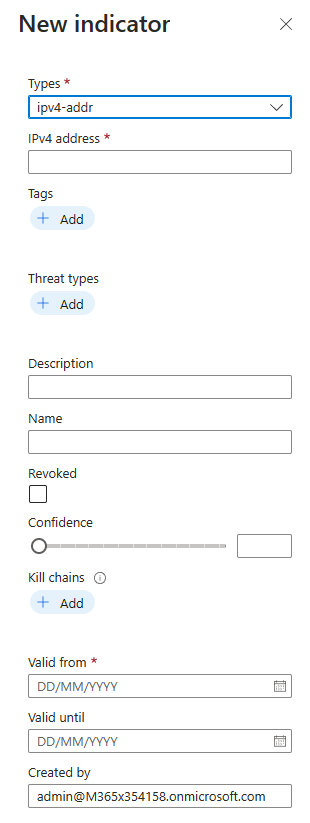 New indicator
Types *
ipv4-addr
IPv4 address *
Tags
+ Add
Threat types
+ Add
Description
Name
Revoked
Confidence
Kill chains
+ Add
Valid from *
DD/MM/YYYY
Valid until
DD/MM/YYYY
Created by
admin@M365x354158.onmicrosoft.com